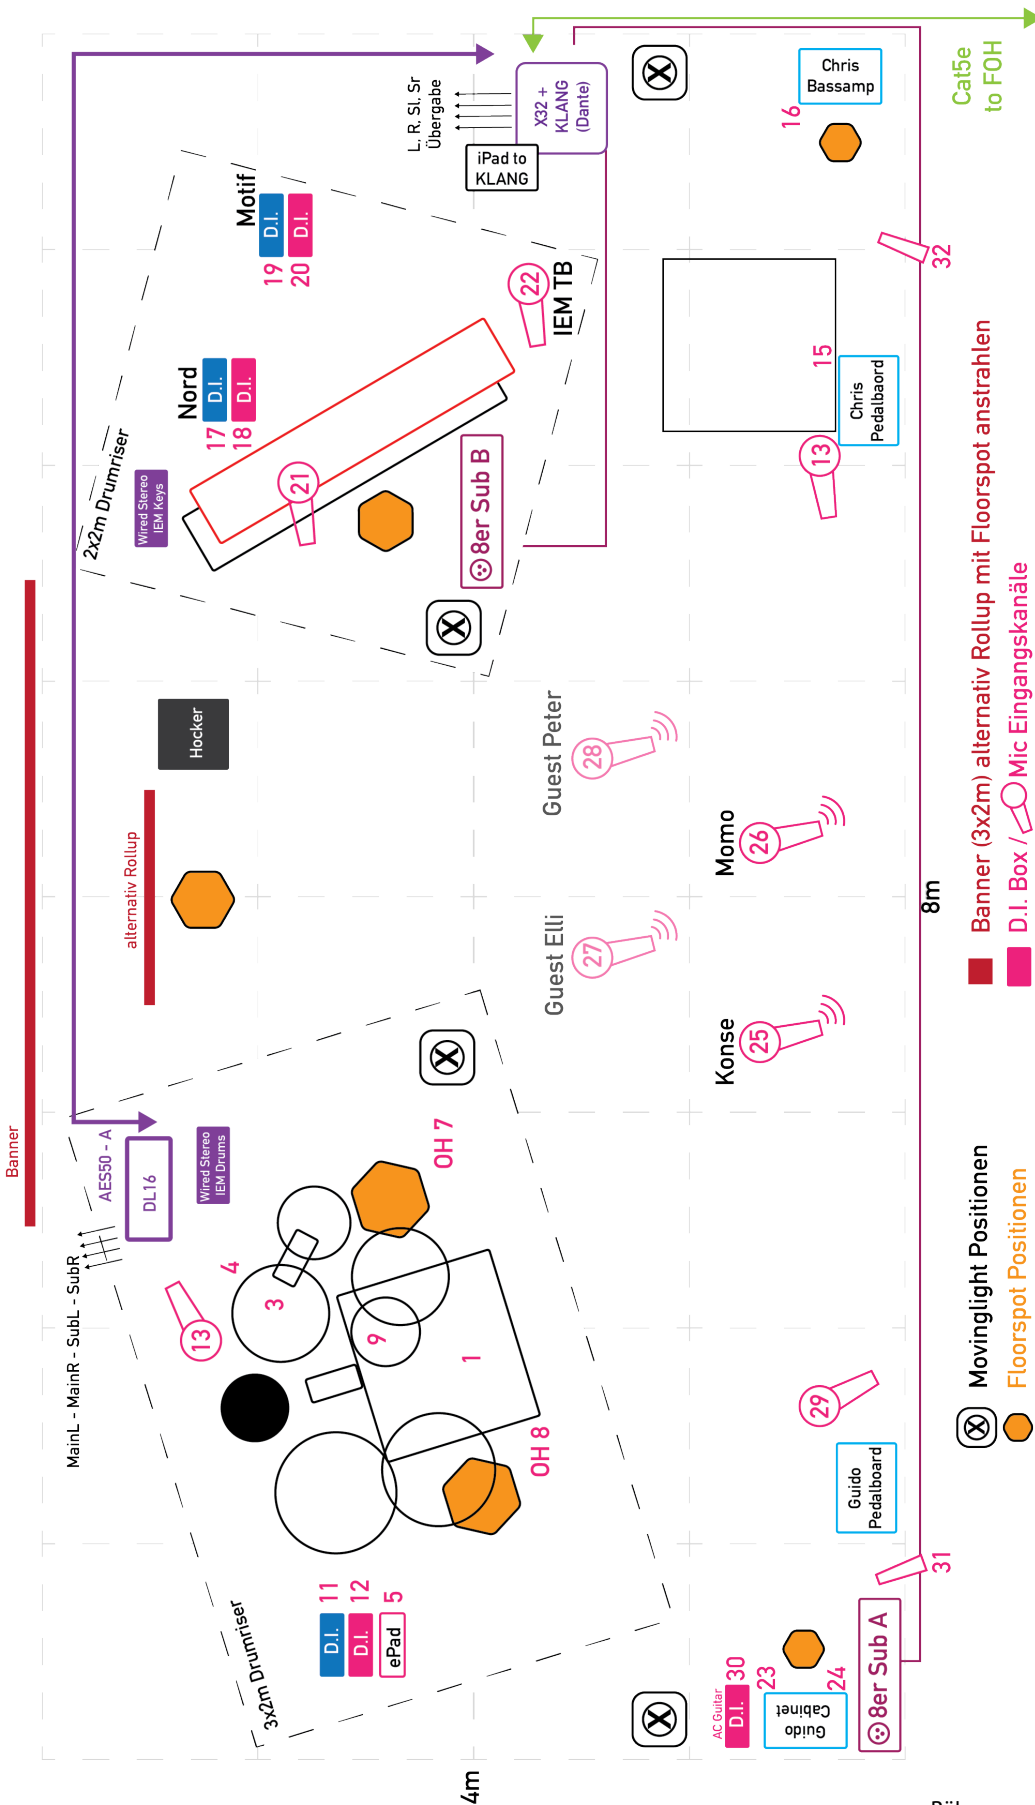 Banner
alternativ Rollup
Hocker
MainL - MainR - SubL - SubR
AES50 - A
DL16
Wired Stereo
IEM Drums
3x2m Drumriser
13
4
3
9
1
OH 7
OH 8
D.I. 11
D.I. 12
ePad 5
2x2m Drumriser
Wired Stereo
IEM Keys
Nord
17 D.I.
18 D.I.
Motif
19 D.I.
20 D.I.
21
22
IEM TB
8er Sub B
L, R, Sl, Sr
Übergabe
iPad to
KLANG
X32 +
KLANG
(Dante)
Cat5e
to FOH
Chris
Bassamp
16
15
Chris
Pedalbaord
13
32
Guest Peter
28
Momo
26
Guest Elli
27
Konse
25
29
Guido
Pedalboard
31
AC Guitar
D.I. 30
23
24
Guido
Cabinet
8er Sub A
4m
8m
Movinglight Positionen
Floorspot Positionen
Banner (3x2m) alternativ Rollup mit Floorspot anstrahlen
D.I. Box / Mic Eingangskanäle